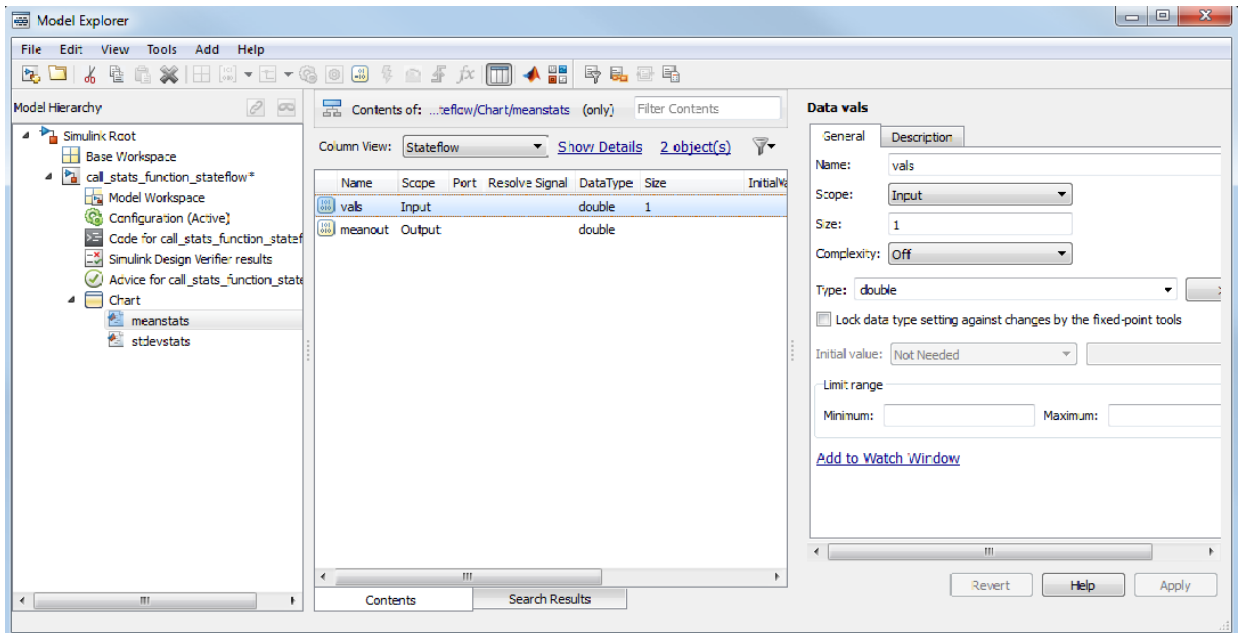 Model Explorer
File Edit View Tools Add Help
Model Hierarchy
Simulink Root
Base Workspace
call_stats_function_stateflow*
Model Workspace
Configuration (Active)
Code for call_stats_function_statef
Simulink Design Verifier results
Advice for call_stats_function_state
Chart
meanstats
stdevstats
Contents of: ...teflow/Chart/meanstats (only) Filter Contents
Column View: Stateflow Show Details 2 object(s)
Name Scope Port Resolve Signal DataType Size InitialVa
vals Input double 1
meanout Output double
Contents Search Results
Data vals
General Description
Name: vals
Scope: Input
Size: 1
Complexity: Off
Type: double
Lock data type setting against changes by the fixed-point tools
Initial value: Not Needed
Limit range
Minimum: Maximum:
Add to Watch Window
Revert Help Apply